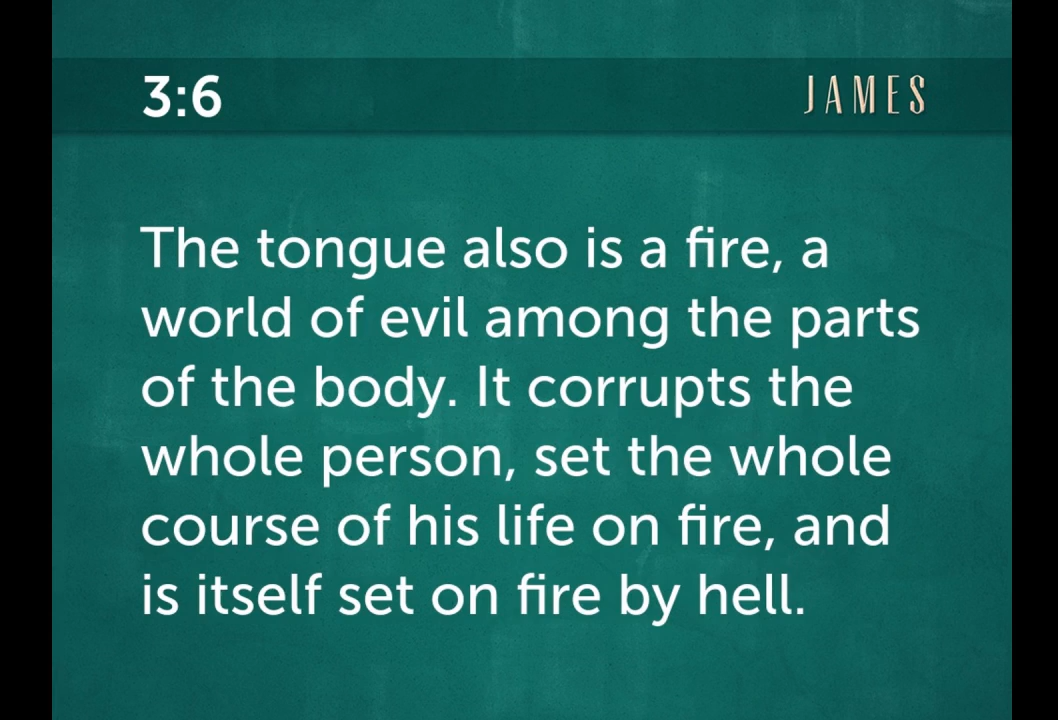 3:6 JAMES
The tongue also is a fire, a
world of evil among the parts
of the body. It corrupts the
whole person, set the whole
course of his life on fire, and
is itself set on fire by hell.